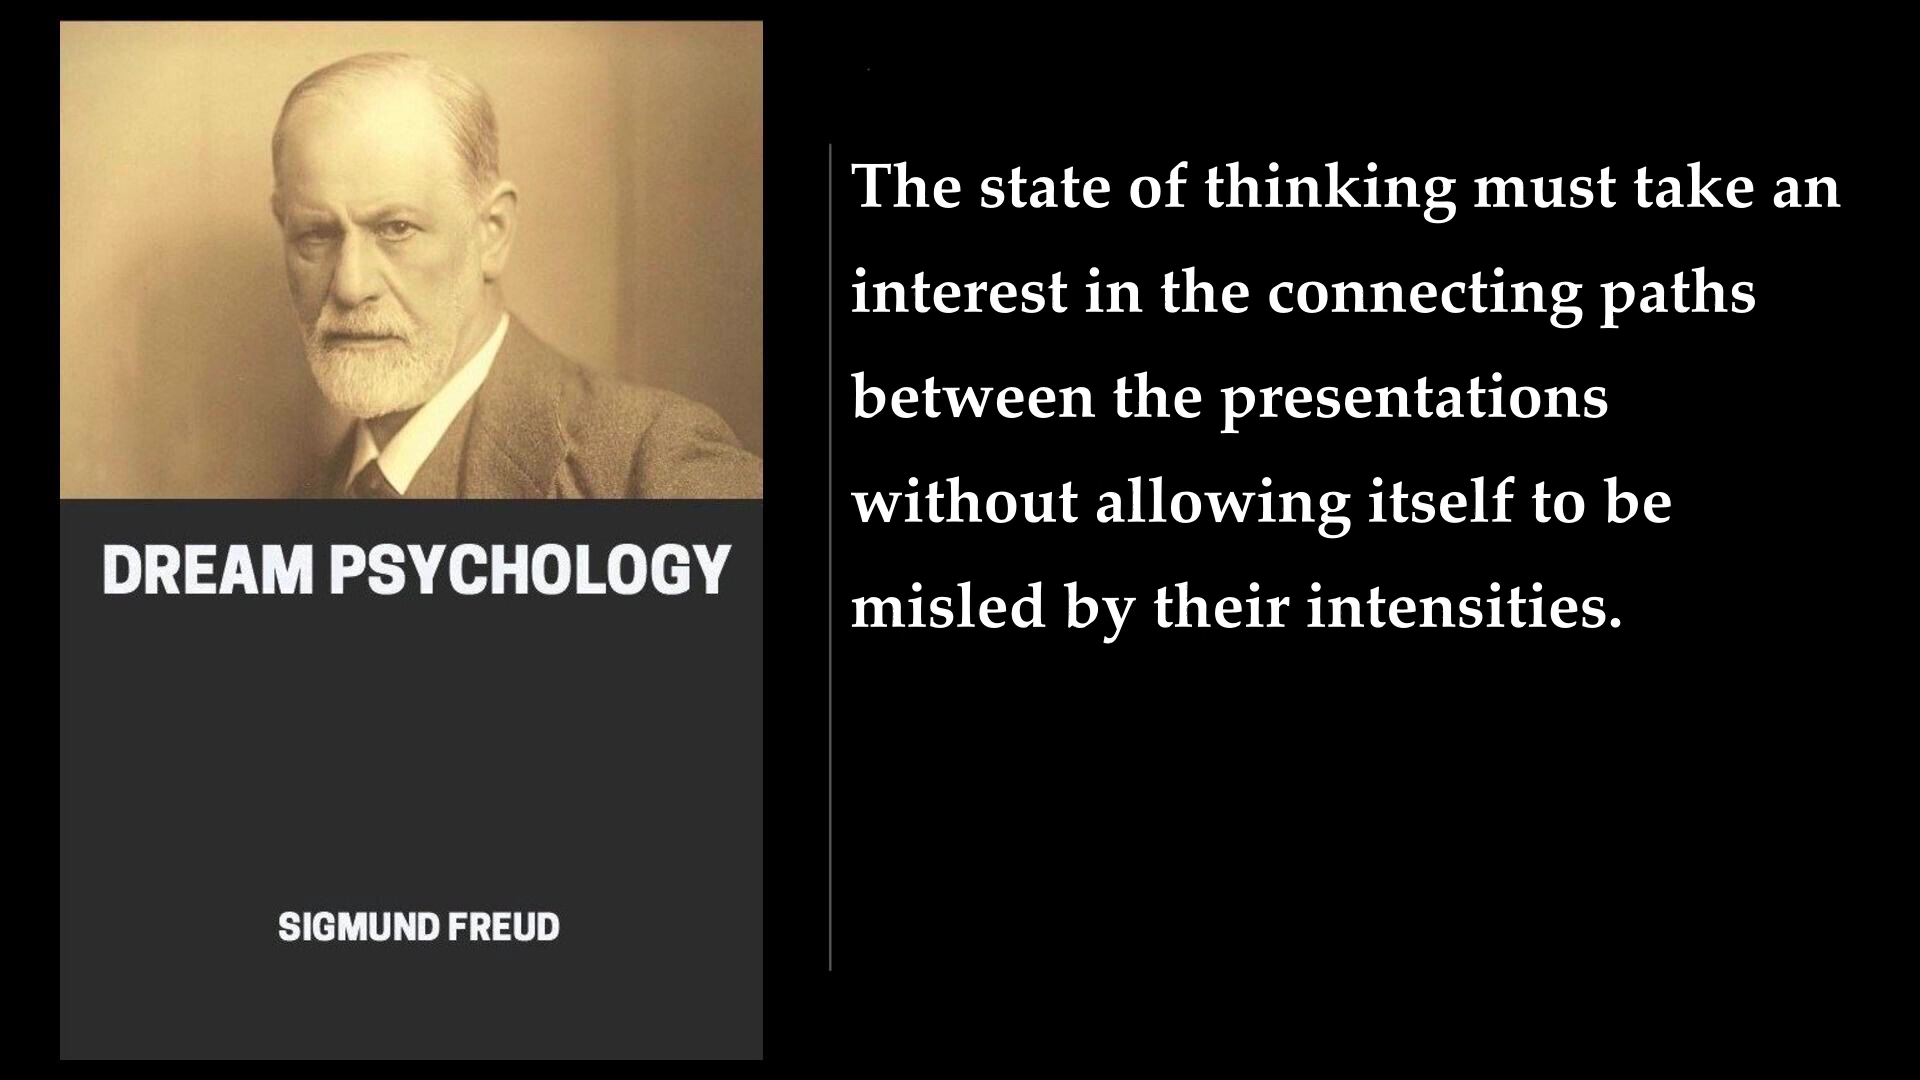 DREAM PSYCHOLOGY
SIGMUND FREUD
The state of thinking must take an
interest in the connecting paths
between the presentations
without allowing itself to be
misled by their intensities.